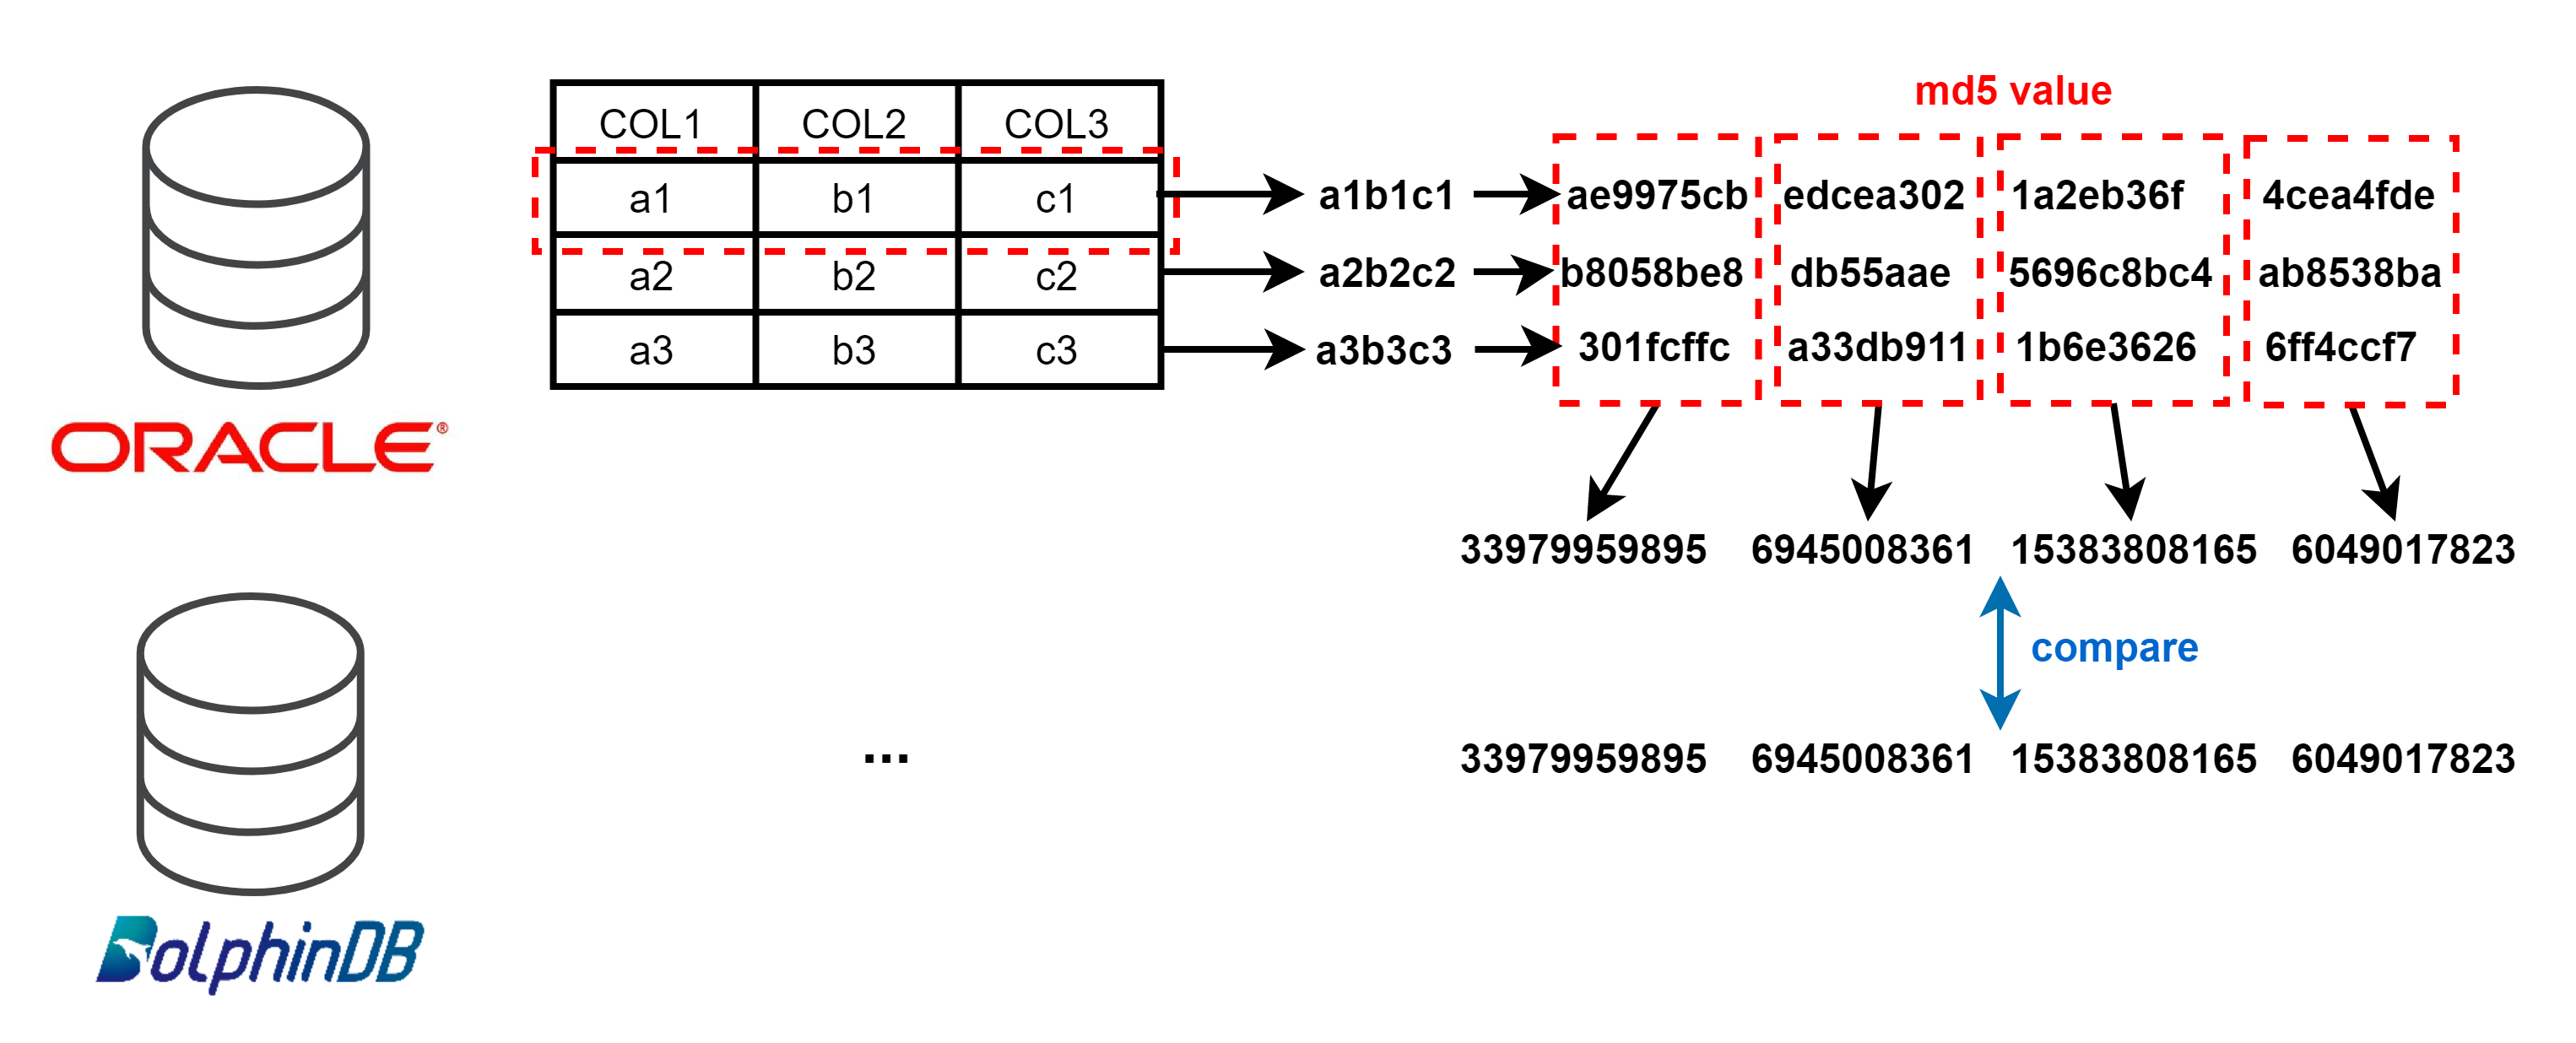 md5 value
COL1 COL2 COL3
a1 b1 c1 a1b1c1 ae9975cb edcea302 1a2eb36f 4cea4fde
a2 b2 c2 a2b2c2 b8058be8 db55aae 5696c8bc4 ab8538ba
a3 b3 c3 a3b3c3 301fcffc a33db911 1b6e3626 6ff4ccf7
ORACLE®
33979959895 6945008361 15383808165 6049017823
compare
... 33979959895 6945008361 15383808165 6049017823
DolphinDB